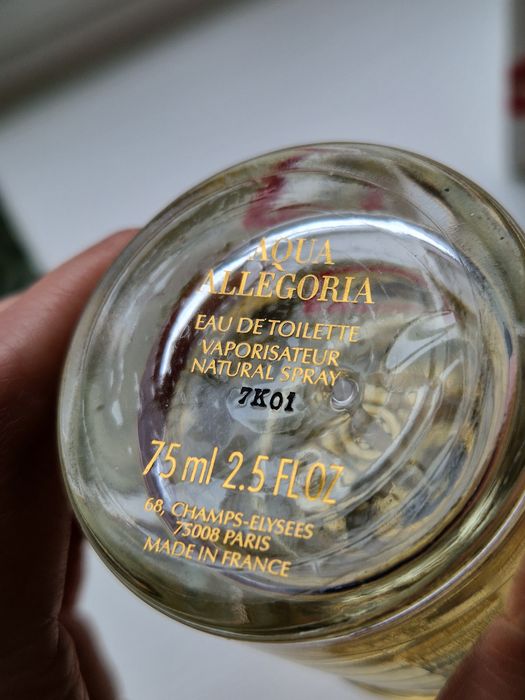 AQUA
ALLEGORIA
EAU DE TOILETTE
VAPORISATEUR
NATURAL SPRAY
7K01
75 ml 2.5 FL OZ
68, CHAMPS-ELYSEES
75008 PARIS
MADE IN FRANCE